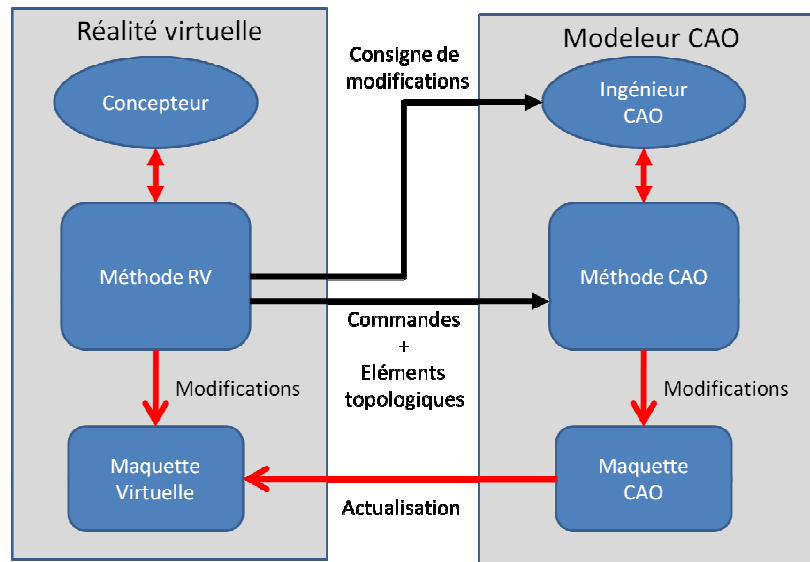 Réalité virtuelle
Concepteur
Méthode RV
Modifications
Maquette
Virtuelle
Consigne de
modifications
Commandes
+
Eléments
topologiques
Actualisation
Modeleur CAO
Ingénieur
CAO
Méthode CAO
Modifications
Maquette
CAO